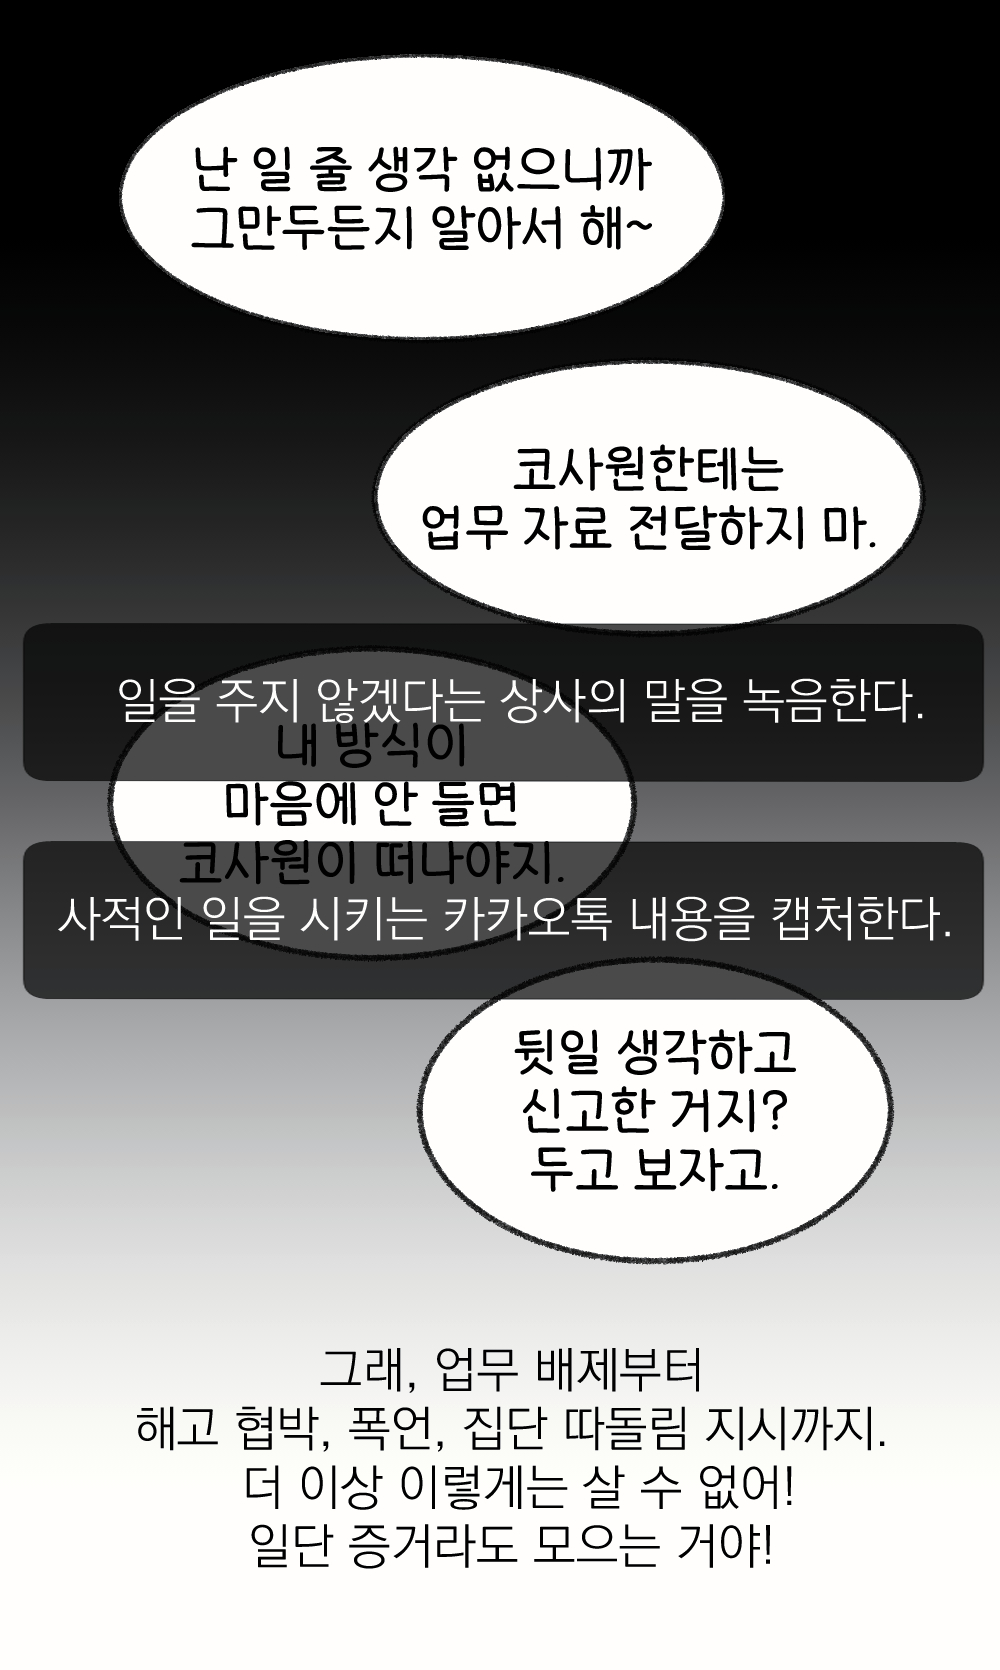 난 일 줄 생각 없으니까
그만두든지 알아서 해~
코사원한테는
업무 자료 전달하지 마.
일을 주지 않겠다는 상사의 말을 녹음한다.
내 방식이
마음에 안 들면
코사원이 떠나야지.
사적인 일을 시키는 카카오톡 내용을 캡처한다.
뒷일 생각하고
신고한 거지?
두고 보자고.
그래, 업무 배제부터
해고 협박, 폭언, 집단 따돌림 지시까지.
더 이상 이렇게는 살 수 없어!
일단 증거라도 모으는 거야!